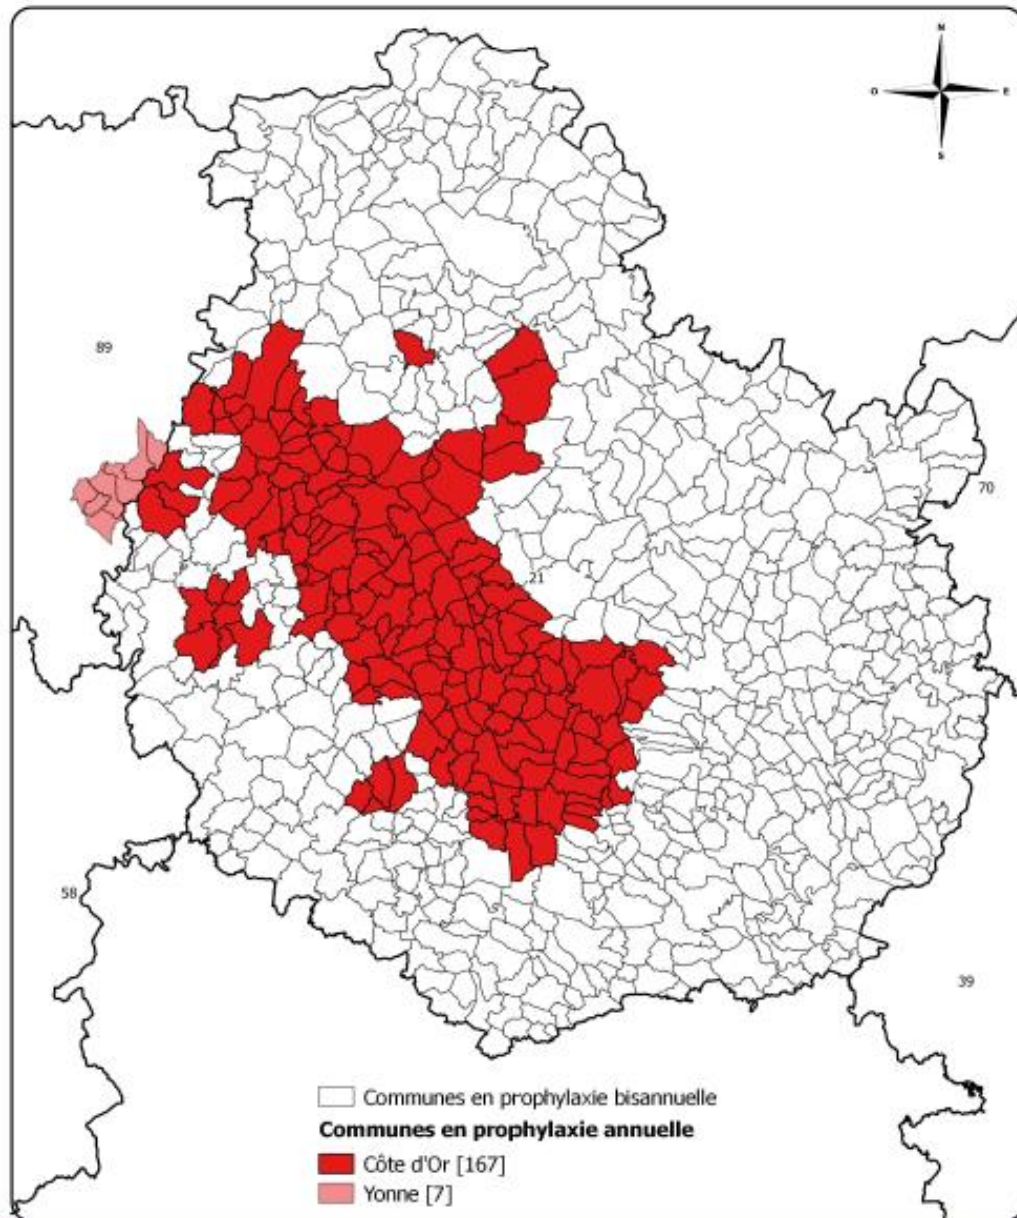 N
O E
S
89
70
21
58
39
Communes en prophylaxie bisannuelle
Communes en prophylaxie annuelle
Côte d'Or [167]
Yonne [7]